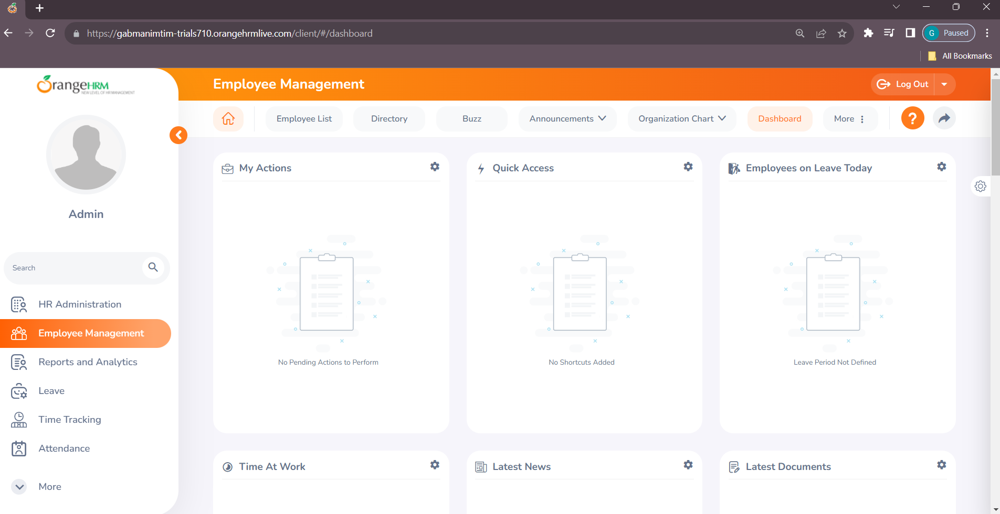 https://gabmanimtim-trials710.orangehrmlive.com/client/#/dashboard
G Paused
All Bookmarks
OrangeHRM
NEW LEVEL OF HR MANAGEMENT
Employee Management
Log Out
Employee List
Directory
Buzz
Announcements
Organization Chart
Dashboard
More
?
Admin
Search
HR Administration
Employee Management
Reports and Analytics
Leave
Time Tracking
Attendance
More
My Actions
No Pending Actions to Perform
Quick Access
No Shortcuts Added
Employees on Leave Today
Leave Period Not Defined
Time At Work
Latest News
Latest Documents